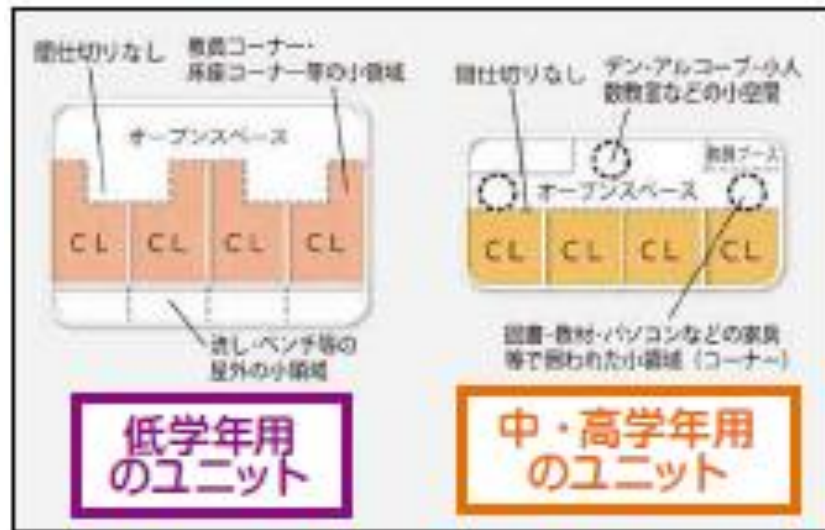 間仕切りなし
教員コーナー・
床座コーナー等の小領域
オープンスペース
CL
CL
CL
CL
流し・ベンチ等の
屋外の小領域
低学年用
のユニット
間仕切りなし
デン・アルコーブ・小人
数教室などの小空間
教員ブース
オープンスペース
CL
CL
CL
CL
図書・教材・パソコンなどの家具
等で囲われた小領域（コーナー）
中・高学年用
のユニット